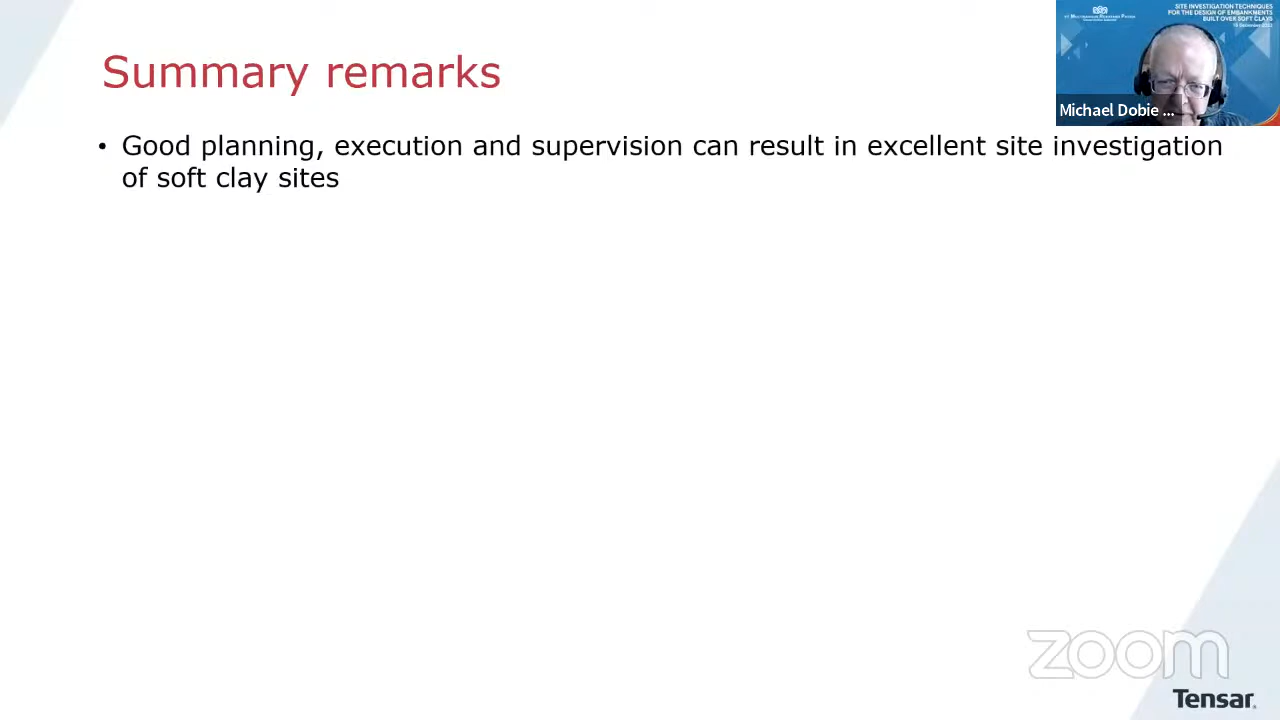 Summary remarks
SITE INVESTIGATION TECHNIQUES
FOR THE DESIGN OF EMBANKMENTS
BUILT OVER SOFT CLAYS
Michael Dobie ...
• Good planning, execution and supervision can result in excellent site investigation
of soft clay sites
zoom
Tensar